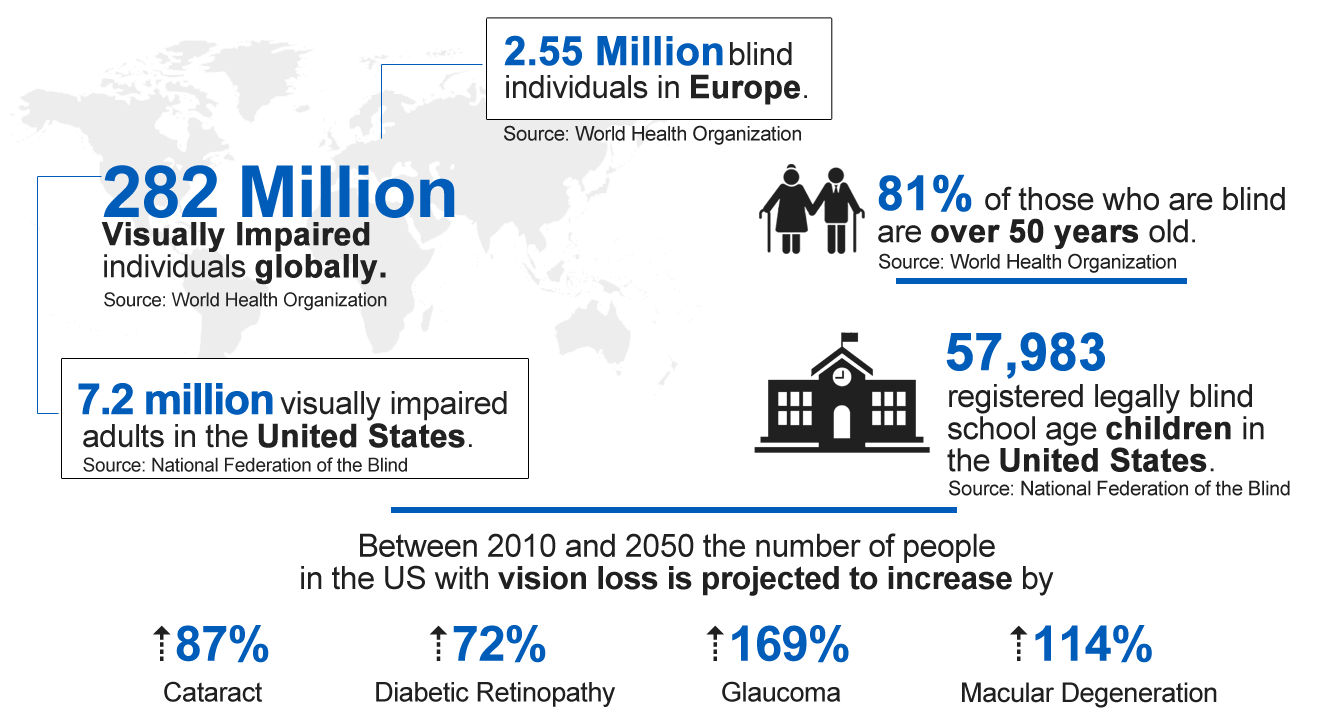 2.55 Million blind
individuals in Europe.
Source: World Health Organization
282 Million
Visually Impaired
individuals globally.
Source: World Health Organization
81% of those who are blind
are over 50 years old.
Source: World Health Organization
7.2 million visually impaired
adults in the United States.
Source: National Federation of the Blind
57,983
registered legally blind
school age children in
the United States.
Source: National Federation of the Blind
Between 2010 and 2050 the number of people
in the US with vision loss is projected to increase by
87%
Cataract
72%
Diabetic Retinopathy
169%
Glaucoma
114%
Macular Degeneration